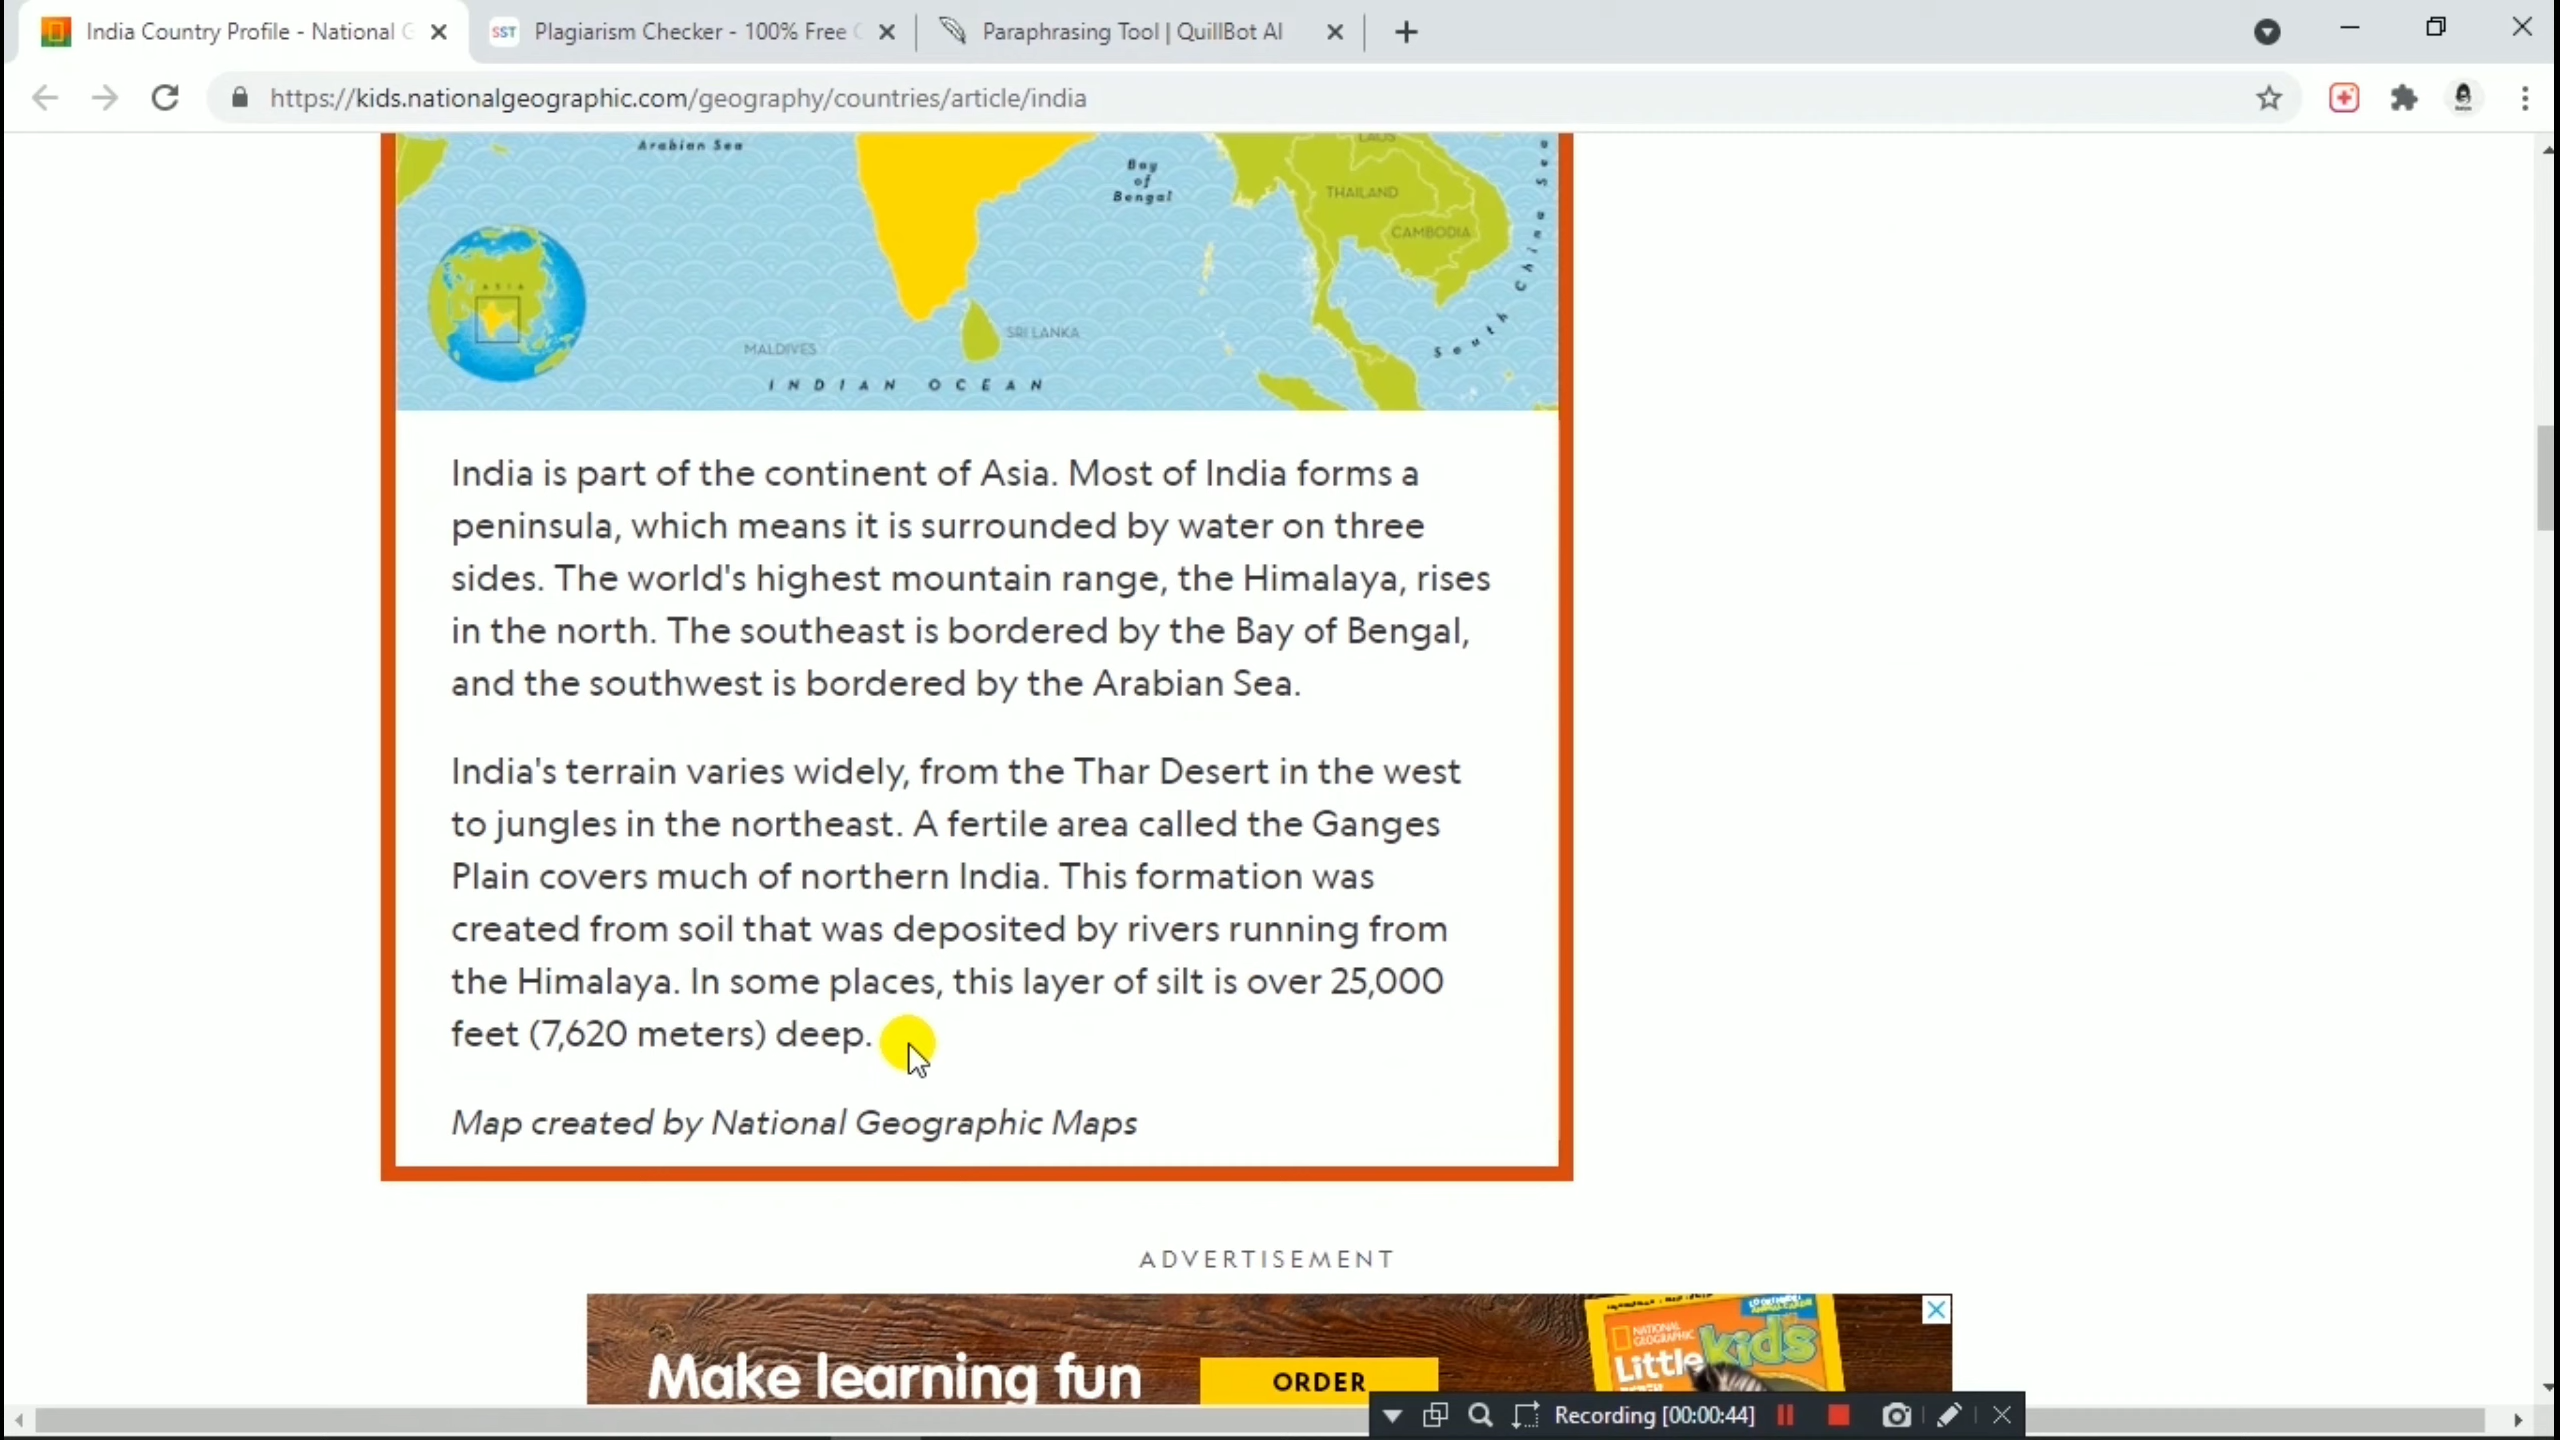 India Country Profile - National G
SST Plagiarism Checker - 100% Free
Paraphrasing Tool | QuillBot AI
https://kids.nationalgeographic.com/geography/countries/article/india
Arabian Sea
Bay
of
Bengal
LAOS
THAILAND
CAMBODIA
South China Sea
ASIA
SRI LANKA
MALDIVES
INDIAN OCEAN
India is part of the continent of Asia. Most of India forms a
peninsula, which means it is surrounded by water on three
sides. The world's highest mountain range, the Himalaya, rises
in the north. The southeast is bordered by the Bay of Bengal,
and the southwest is bordered by the Arabian Sea.
India's terrain varies widely, from the Thar Desert in the west
to jungles in the northeast. A fertile area called the Ganges
Plain covers much of northern India. This formation was
created from soil that was deposited by rivers running from
the Himalaya. In some places, this layer of silt is over 25,000
feet (7,620 meters) deep.
Map created by National Geographic Maps
ADVERTISEMENT
Make learning fun
ORDER
NATIONAL
GEOGRAPHIC
Little kids
Recording [00:00:44]